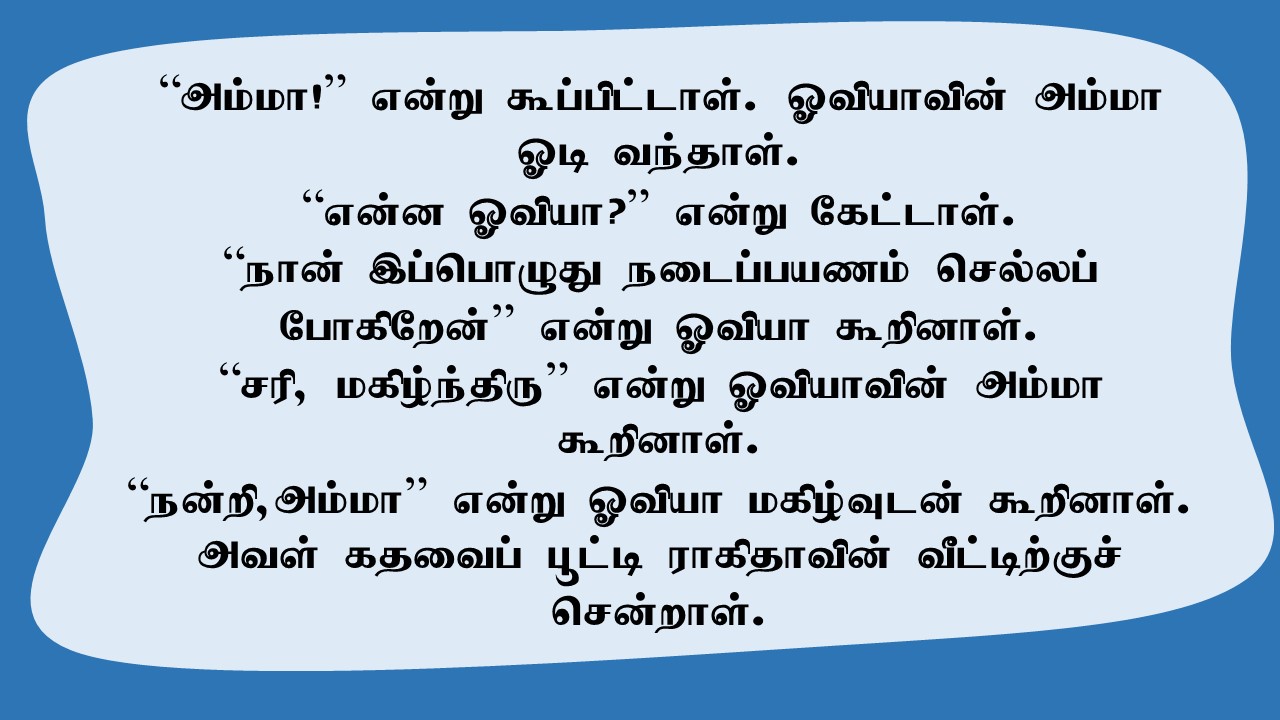 “அம்மா!” என்று கூப்பிட்டாள். ஓவியாவின் அம்மா
ஓடி வந்தாள்.
“என்ன ஓவியா?” என்று கேட்டாள்.
“நான் இப்பொழுது நடைப்பயணம் செல்லப்
போகிறேன்” என்று ஓவியா கூறினாள்.
“சரி, மகிழ்ந்திரு” என்று ஓவியாவின் அம்மா
கூறினாள்.
“நன்றி,அம்மா” என்று ஓவியா மகிழ்வுடன் கூறினாள்.
அவள் கதவைப் பூட்டி ராகிதாவின் வீட்டிற்குச்
சென்றாள்.